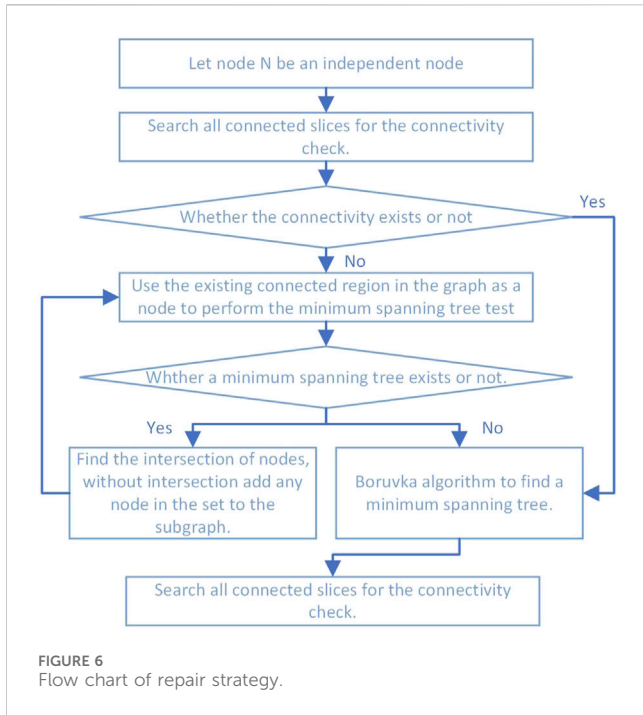 Let node N be an independent node
Search all connected slices for the connectivity
check.
Whether the connectivity exists or not
Yes
No
Use the existing connected region in the graph as a
node to perform the minimum spanning tree test
Whther a minimum spanning tree exists or not.
Yes
No
Find the intersection of nodes,
without intersection add any
node in the set to the
subgraph.
Boruvka algorithm to find a
minimum spanning tree.
Search all connected slices for the connectivity
check.
FIGURE 6
Flow chart of repair strategy.